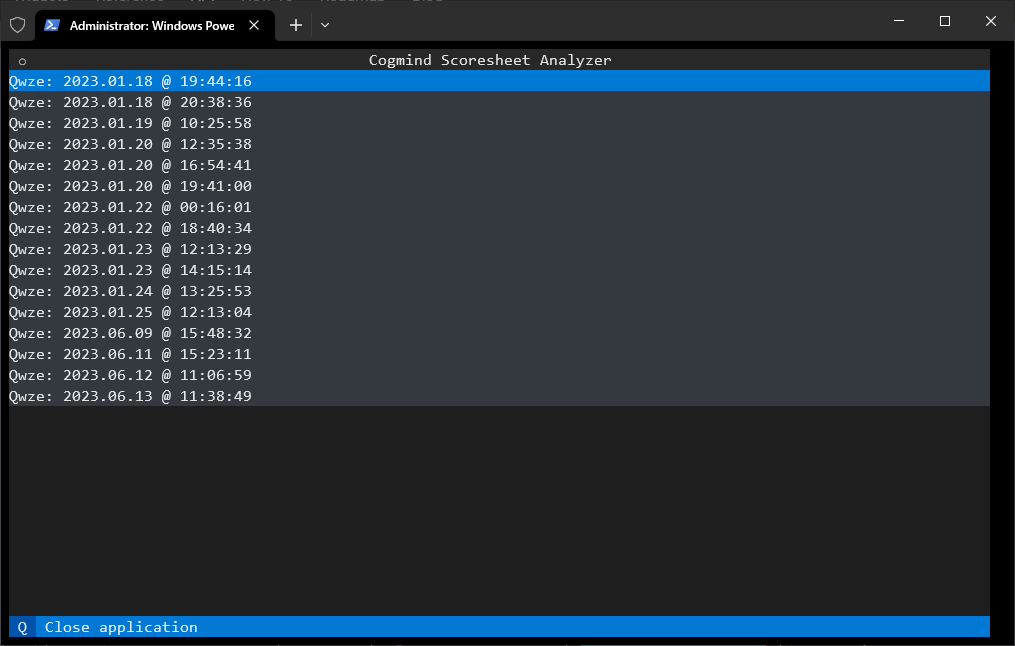 Administrator: Windows Powe
Cogmind Scoresheet Analyzer
Qwze: 2023.01.18 @ 19:44:16
Qwze: 2023.01.18 @ 20:38:36
Qwze: 2023.01.19 @ 10:25:58
Qwze: 2023.01.20 @ 12:35:38
Qwze: 2023.01.20 @ 16:54:41
Qwze: 2023.01.20 @ 19:41:00
Qwze: 2023.01.22 @ 00:16:01
Qwze: 2023.01.22 @ 18:40:34
Qwze: 2023.01.23 @ 12:13:29
Qwze: 2023.01.23 @ 14:15:14
Qwze: 2023.01.24 @ 13:25:53
Qwze: 2023.01.25 @ 12:13:04
Qwze: 2023.06.09 @ 15:48:32
Qwze: 2023.06.11 @ 15:23:11
Qwze: 2023.06.12 @ 11:06:59
Qwze: 2023.06.13 @ 11:38:49
Q Close application